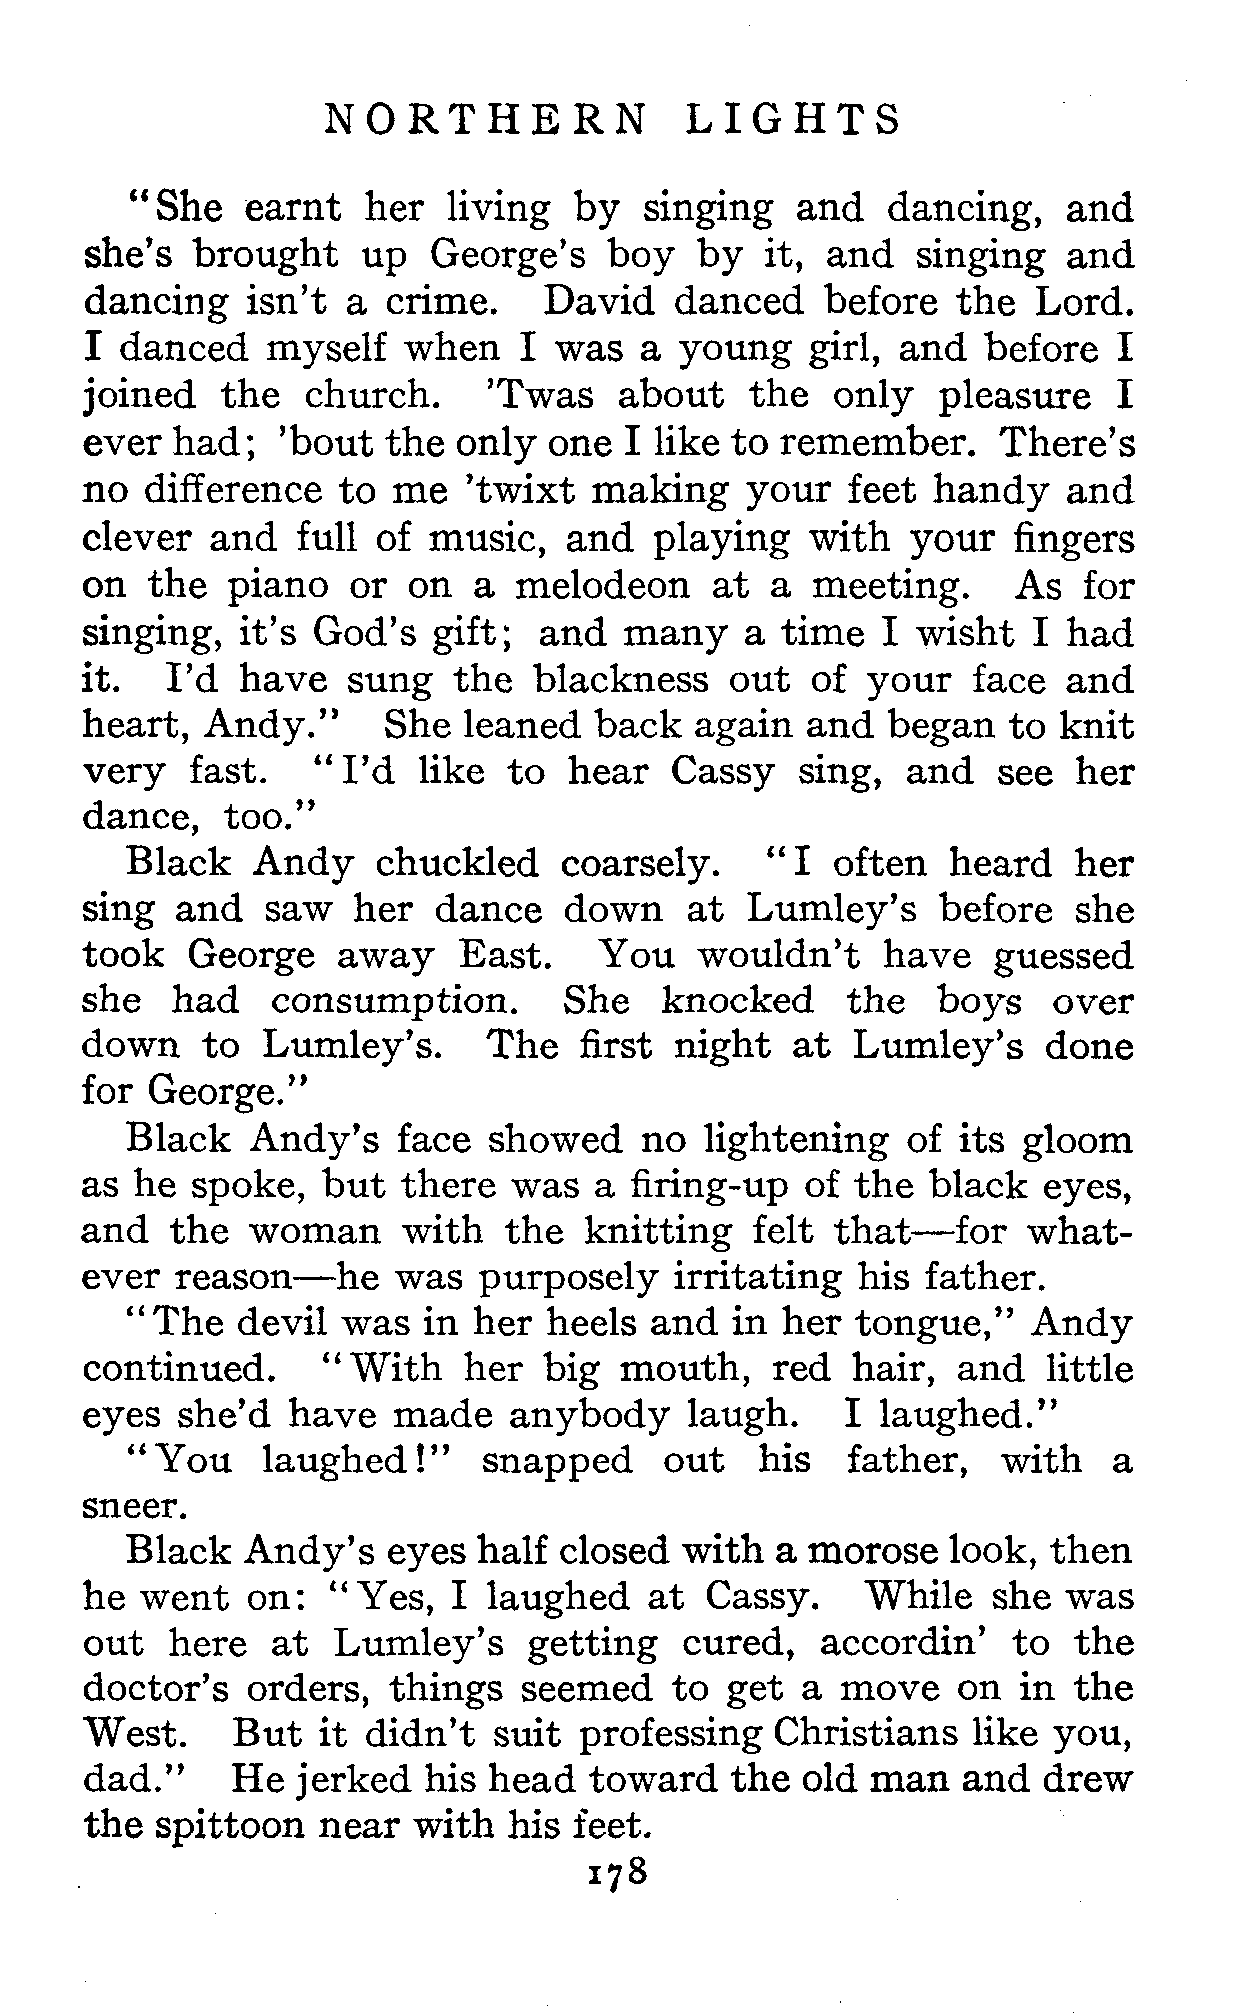 NORTHERN LIGHTS
"She earnt her living by singing and dancing, and
she's brought up George's boy by it, and singing and
dancing isn't a crime. David danced before the Lord.
I danced myself when I was a young girl, and before I
joined the church. 'Twas about the only pleasure I
ever had; 'bout the only one I like to remember. There's
no difference to me 'twixt making your feet handy and
clever and full of music, and playing with your fingers
on the piano or on a melodeon at a meeting. As for
singing, it's God's gift; and many a time I wisht I had
it. I'd have sung the blackness out of your face and
heart, Andy." She leaned back again and began to knit
very fast. "I'd like to hear Cassy sing, and see her
dance, too."
Black Andy chuckled coarsely. "I often heard her
sing and saw her dance down at Lumley's before she
took George away East. You wouldn't have guessed
she had consumption. She knocked the boys over
down to Lumley's. The first night at Lumley's done
for George."
Black Andy's face showed no lightening of its gloom
as he spoke, but there was a firing-up of the black eyes,
and the woman with the knitting felt that—for what-
ever reason—he was purposely irritating his father.
"The devil was in her heels and in her tongue," Andy
continued. "With her big mouth, red hair, and little
eyes she'd have made anybody laugh. I laughed."
"You laughed!" snapped out his father, with a
sneer.
Black Andy's eyes half closed with a morose look, then
he went on: "Yes, I laughed at Cassy. While she was
out here at Lumley's getting cured, accordin' to the
doctor's orders, things seemed to get a move on in the
West. But it didn't suit professing Christians like you,
dad." He jerked his head toward the old man and drew
the spittoon near with his feet.
178